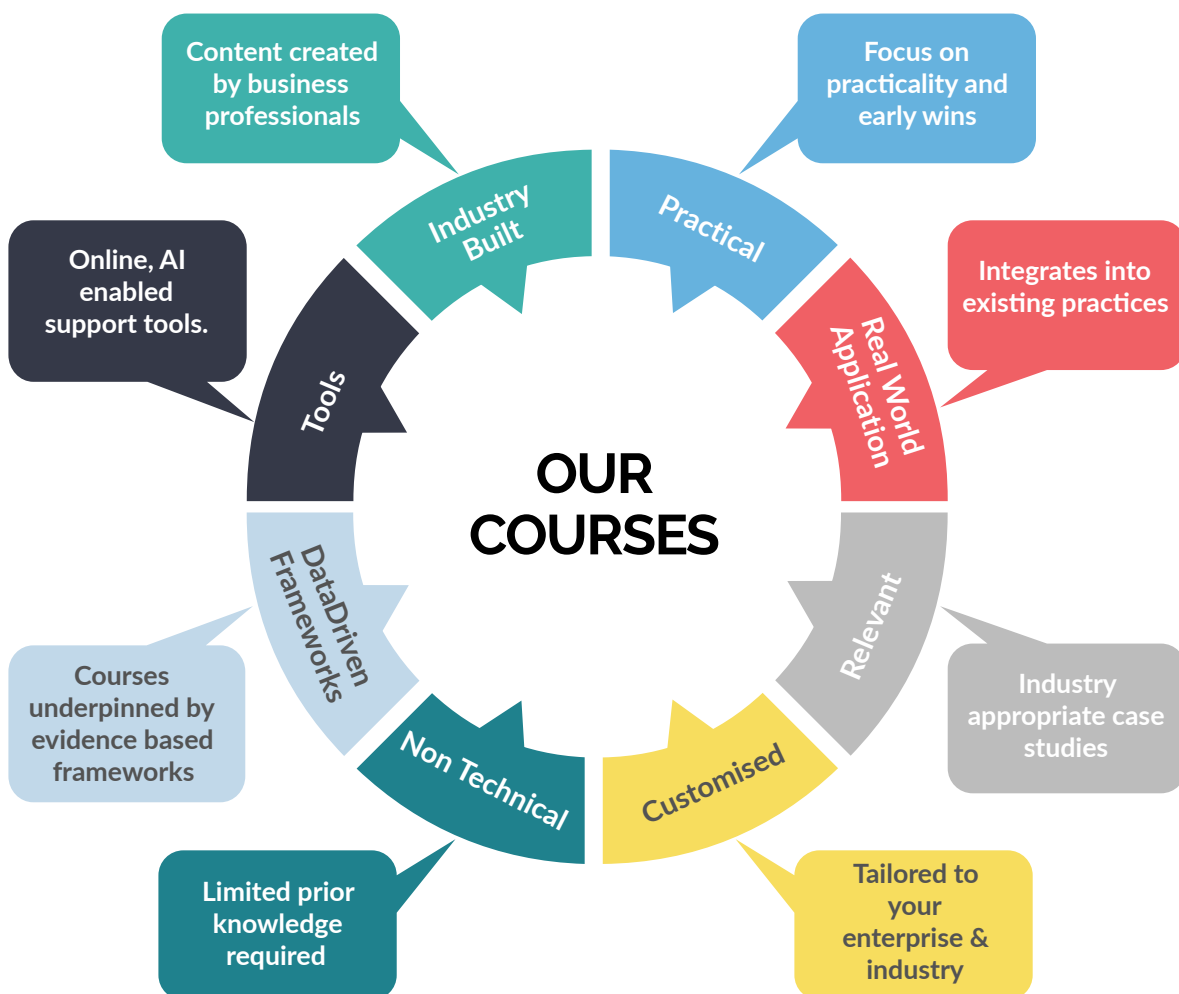 Content created
by business
professionals
Focus on
practicality and
early wins
Industry
Built
Practical
Online, AI
enabled
support tools.
Integrates into
existing practices
Tools
Real World
Application
OUR
COURSES
DataDriven
Frameworks
Relevant
Courses
underpinned by
evidence based
frameworks
Industry
appropriate case
studies
Non Technical
Customised
Limited prior
knowledge
required
Tailored to
your
enterprise &
industry